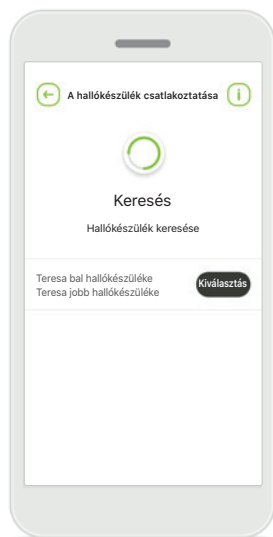 A hallókészülék csatlakoztatása
Keresés
Hallókészülék keresése
Teresa bal hallókészüléke
Teresa jobb hallókészüléke
Kiválasztás